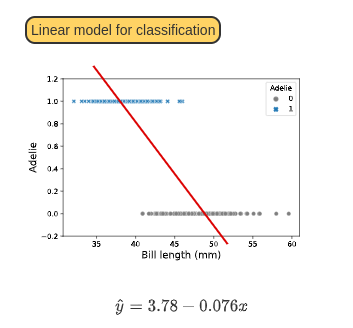 Linear model for classification
1.2
1.0
0.8
0.6
0.4
0.2
0.0
−0.2
Adelie
Adelie
0
1
35 40 45 50 55 60
Bill length (mm)
ŷ = 3.78 − 0.076x